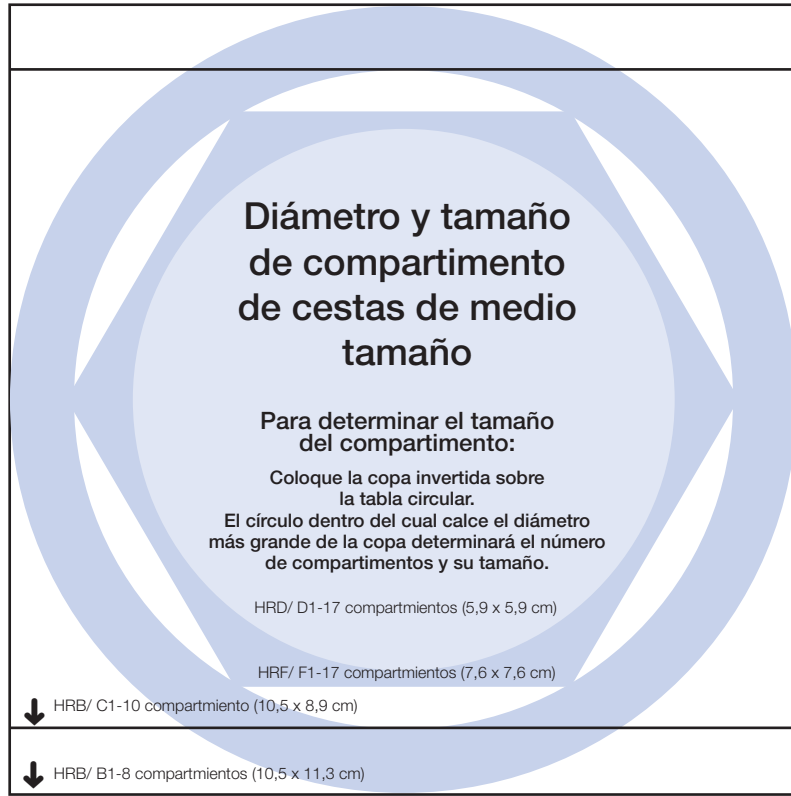 Diámetro y tamaño
de compartimento
de cestas de medio
tamaño
Para determinar el tamaño
del compartimento:
Coloque la copa invertida sobre
la tabla circular.
El círculo dentro del cual calce el diámetro
más grande de la copa determinará el número
de compartimentos y su tamaño.
HRD/ D1-17 compartmientos (5,9 x 5,9 cm)
HRF/ F1-17 compartmientos (7,6 x 7,6 cm)
HRB/ C1-10 compartmiento (10,5 x 8,9 cm)
HRB/ B1-8 compartmientos (10,5 x 11,3 cm)